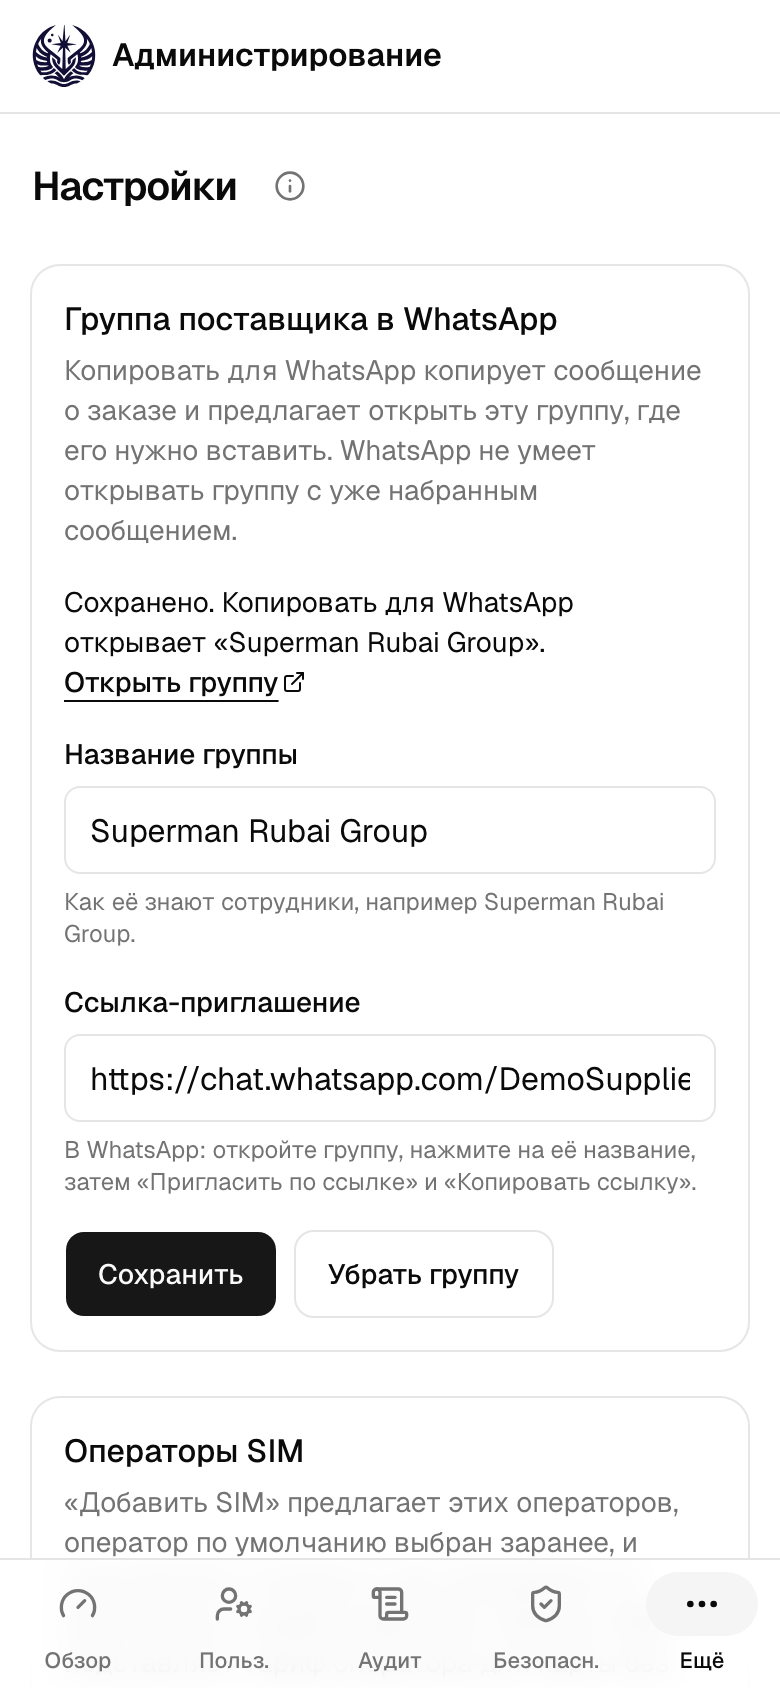 Администрирование
Настройки
Группа поставщика в WhatsApp
Копировать для WhatsApp копирует сообщение
о заказе и предлагает открыть эту группу, где
его нужно вставить. WhatsApp не умеет
открывать группу с уже набранным
сообщением.
Сохранено. Копировать для WhatsApp
открывает «Superman Rubai Group».
Открыть группу
Название группы
Superman Rubai Group
Как её знают сотрудники, например Superman Rubai
Group.
Ссылка-приглашение
https://chat.whatsapp.com/DemoSupplie
В WhatsApp: откройте группу, нажмите на её название,
затем «Пригласить по ссылке» и «Копировать ссылку».
Сохранить
Убрать группу
Операторы SIM
«Добавить SIM» предлагает этих операторов,
оператор по умолчанию выбран заранее, и
Обзор
Польз.
Аудит
Безопасн.
Ещё